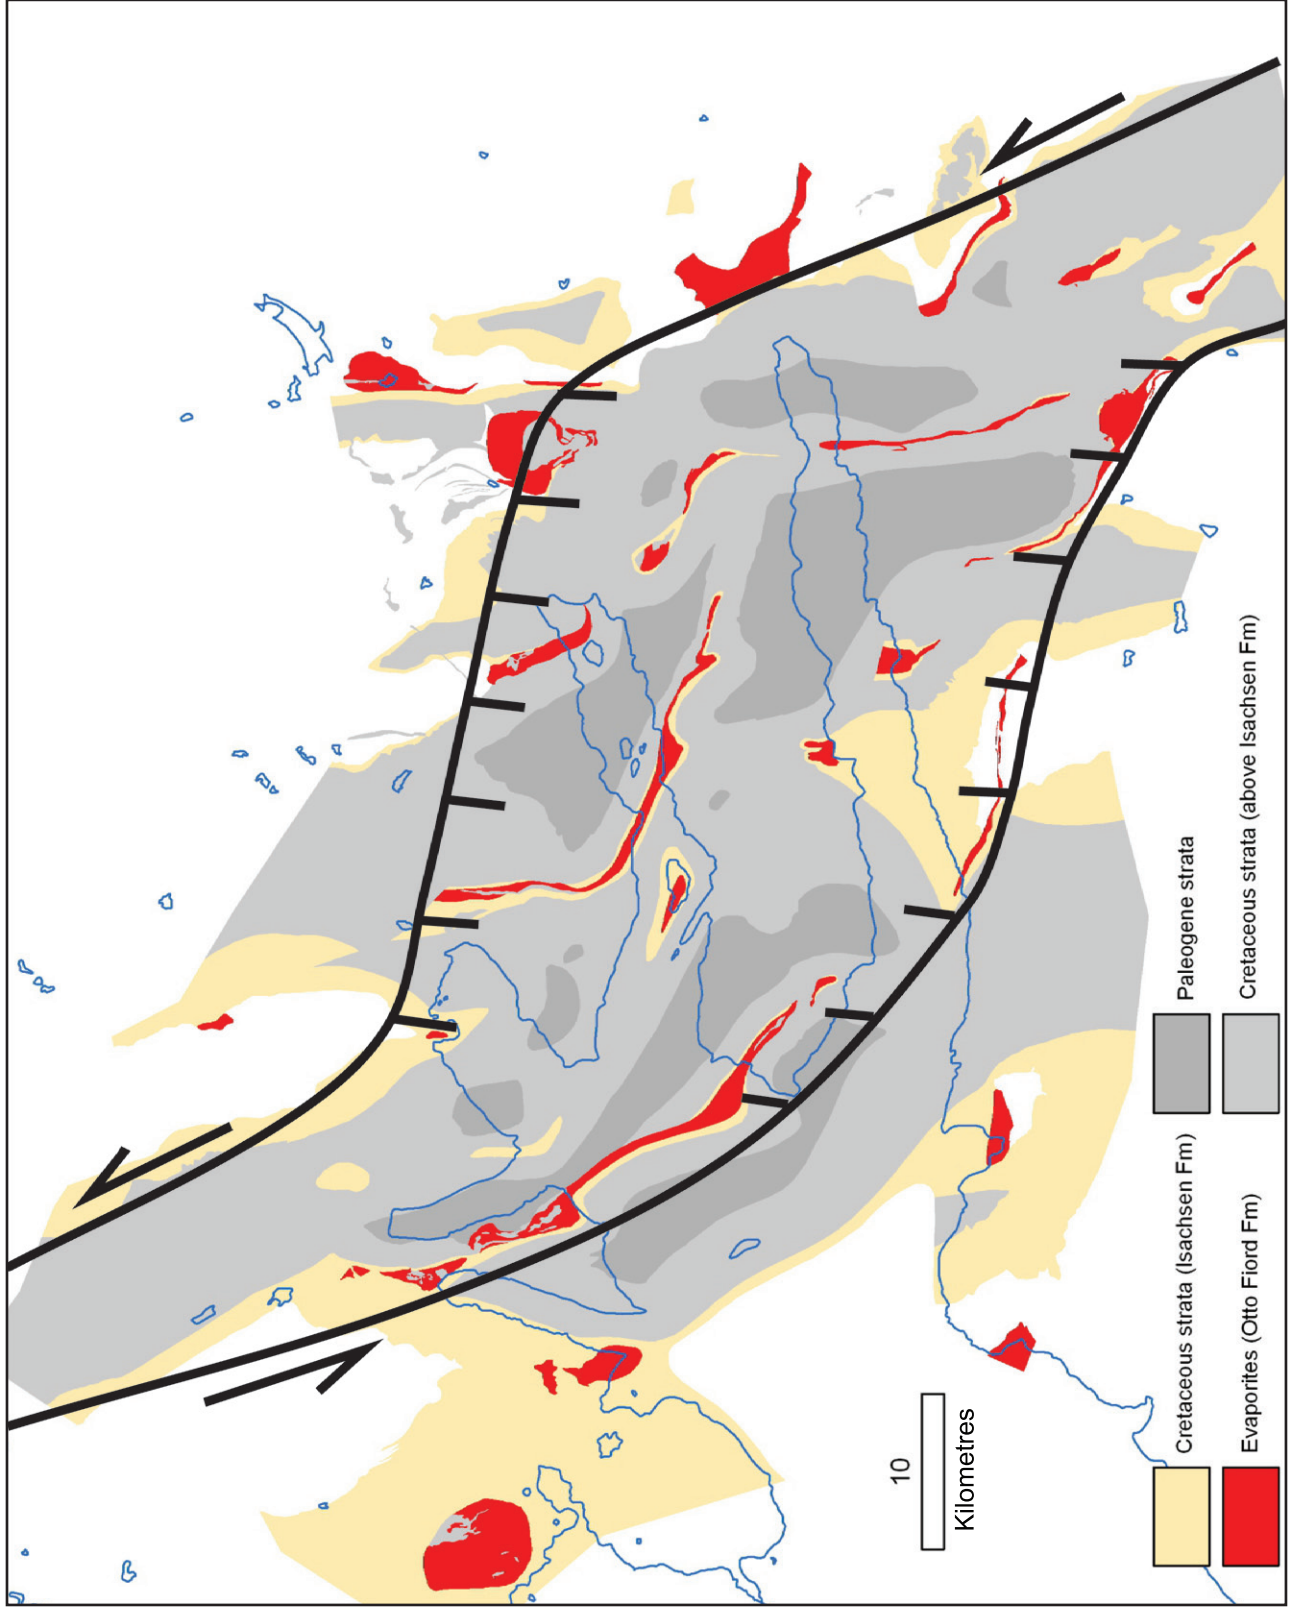 10
Kilometres
Cretaceous strata (Isachsen Fm)
Paleogene strata
Evaporites (Otto Fiord Fm)
Cretaceous strata (above Isachsen Fm)